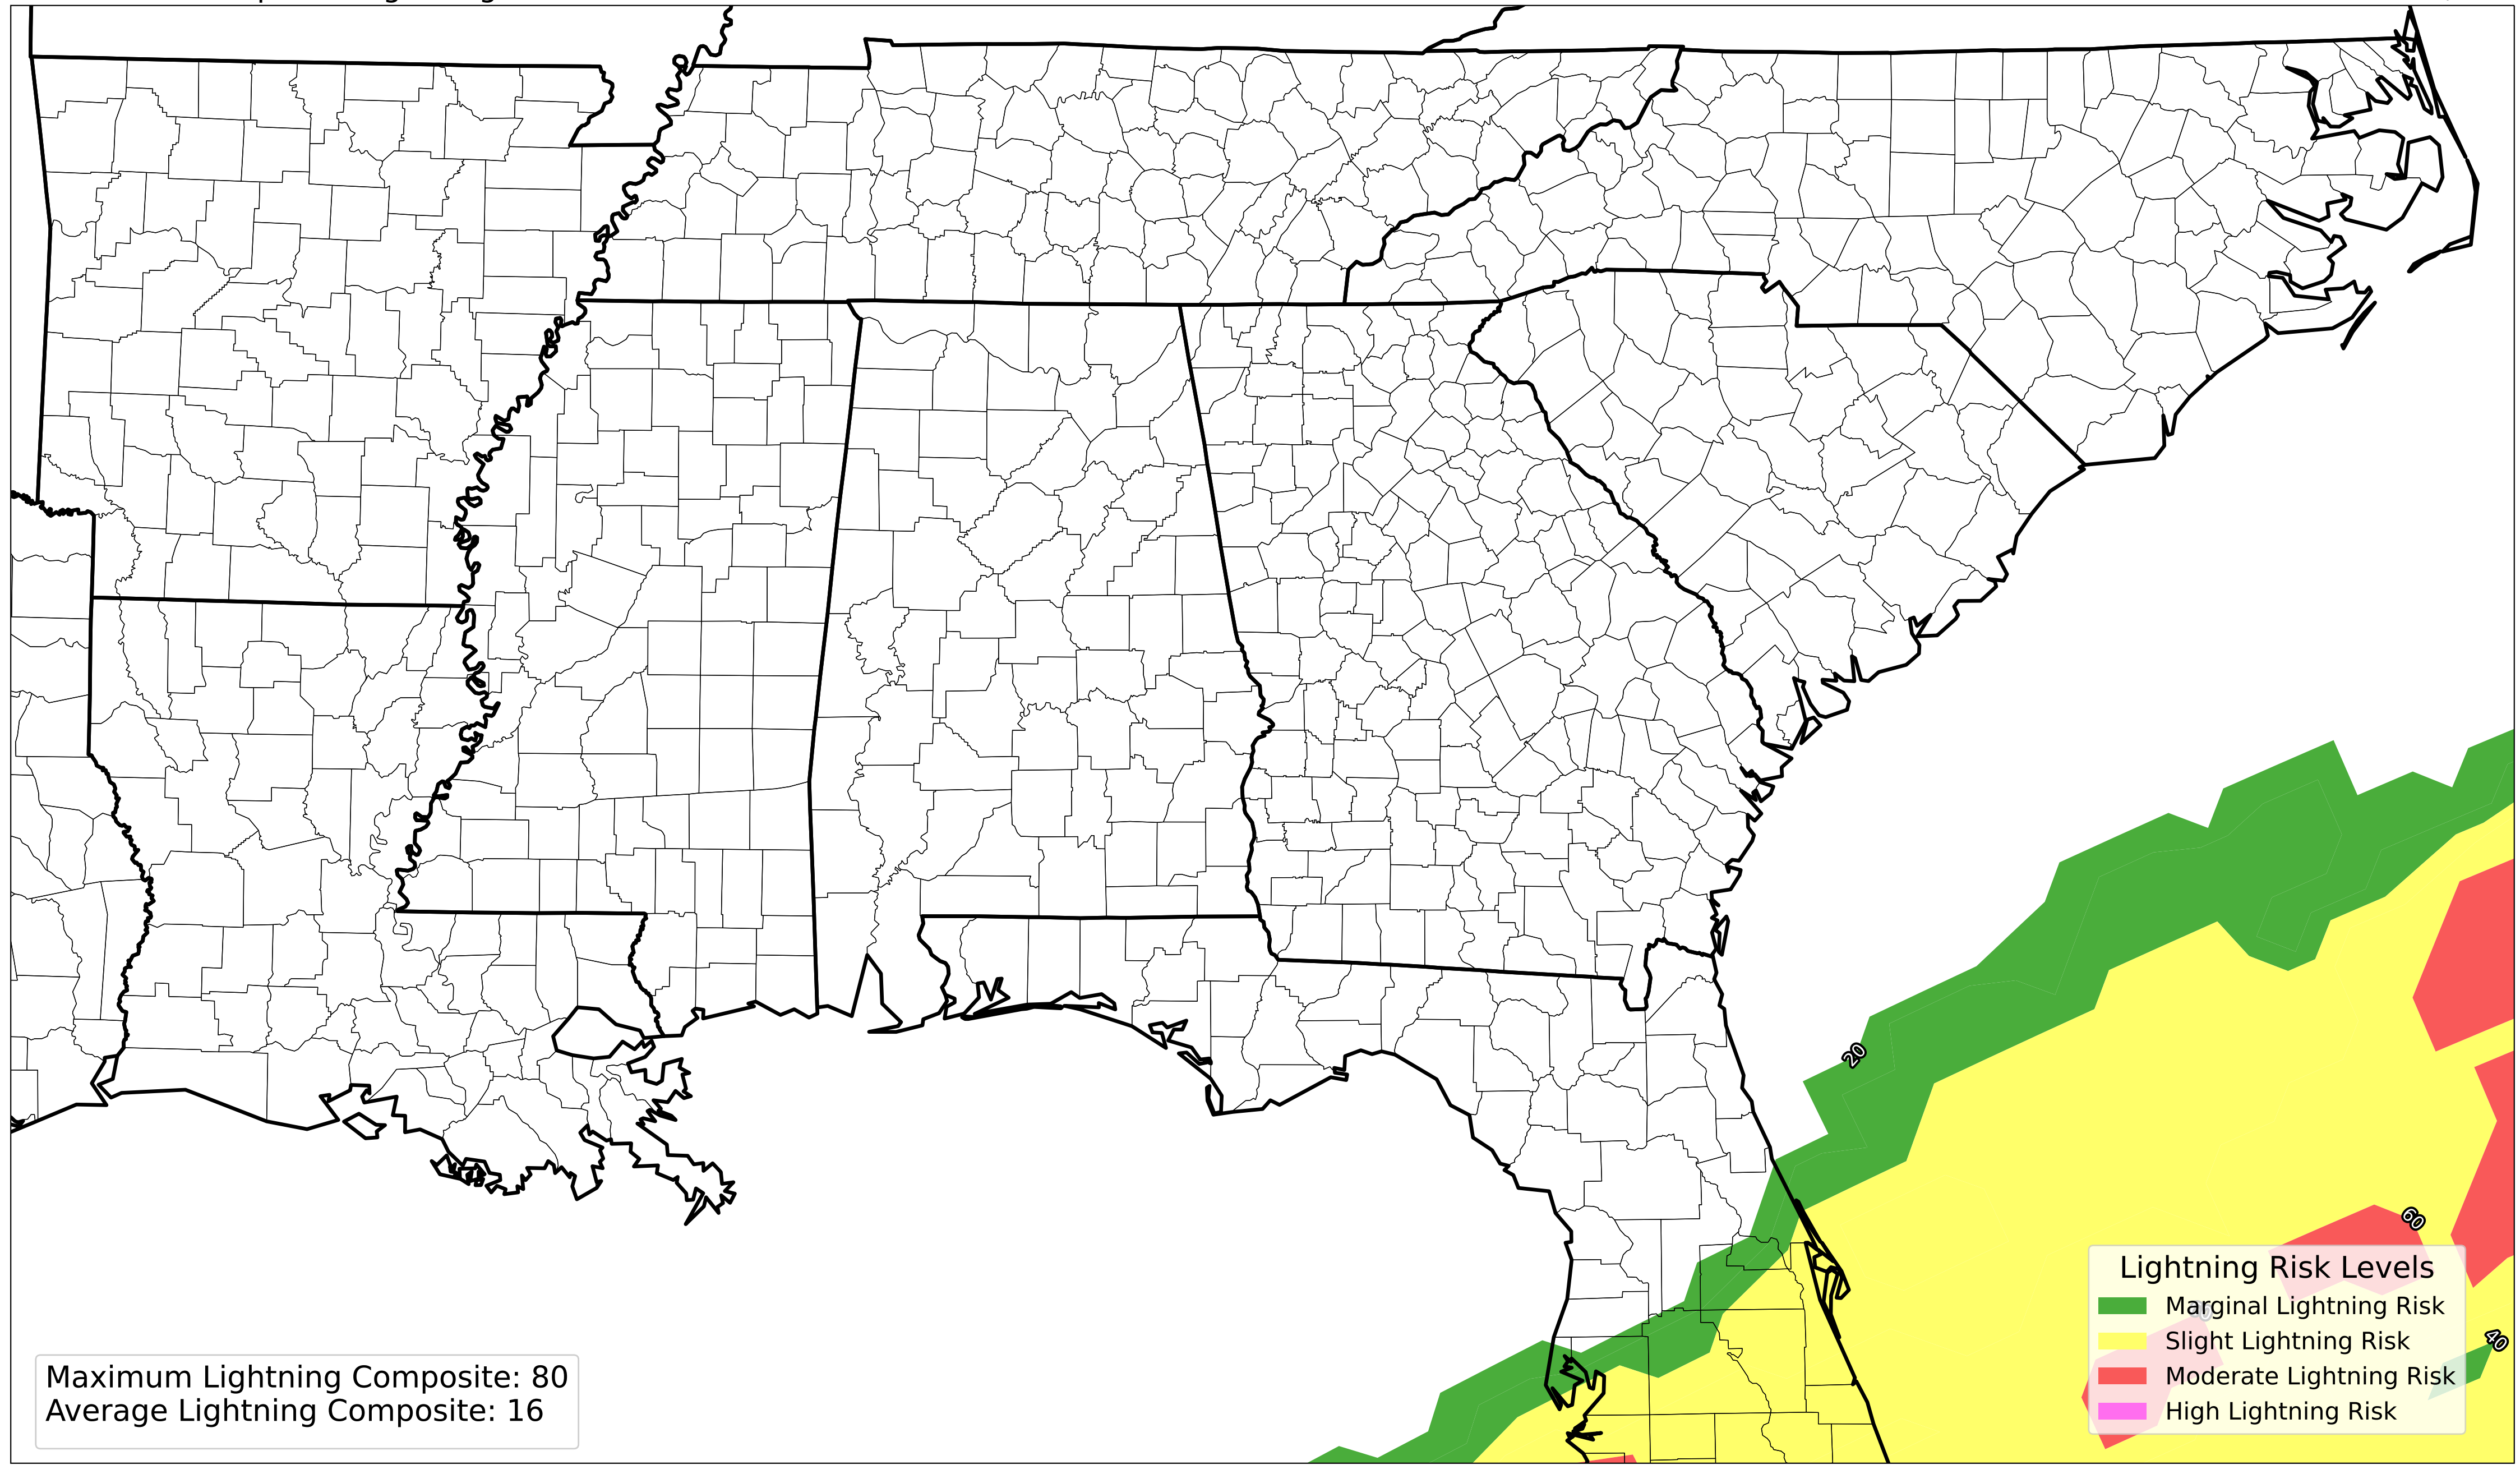 20
60
40
Lightning Risk Levels
Marginal Lightning Risk
Slight Lightning Risk
Moderate Lightning Risk
High Lightning Risk
Maximum Lightning Composite: 80
Average Lightning Composite: 16